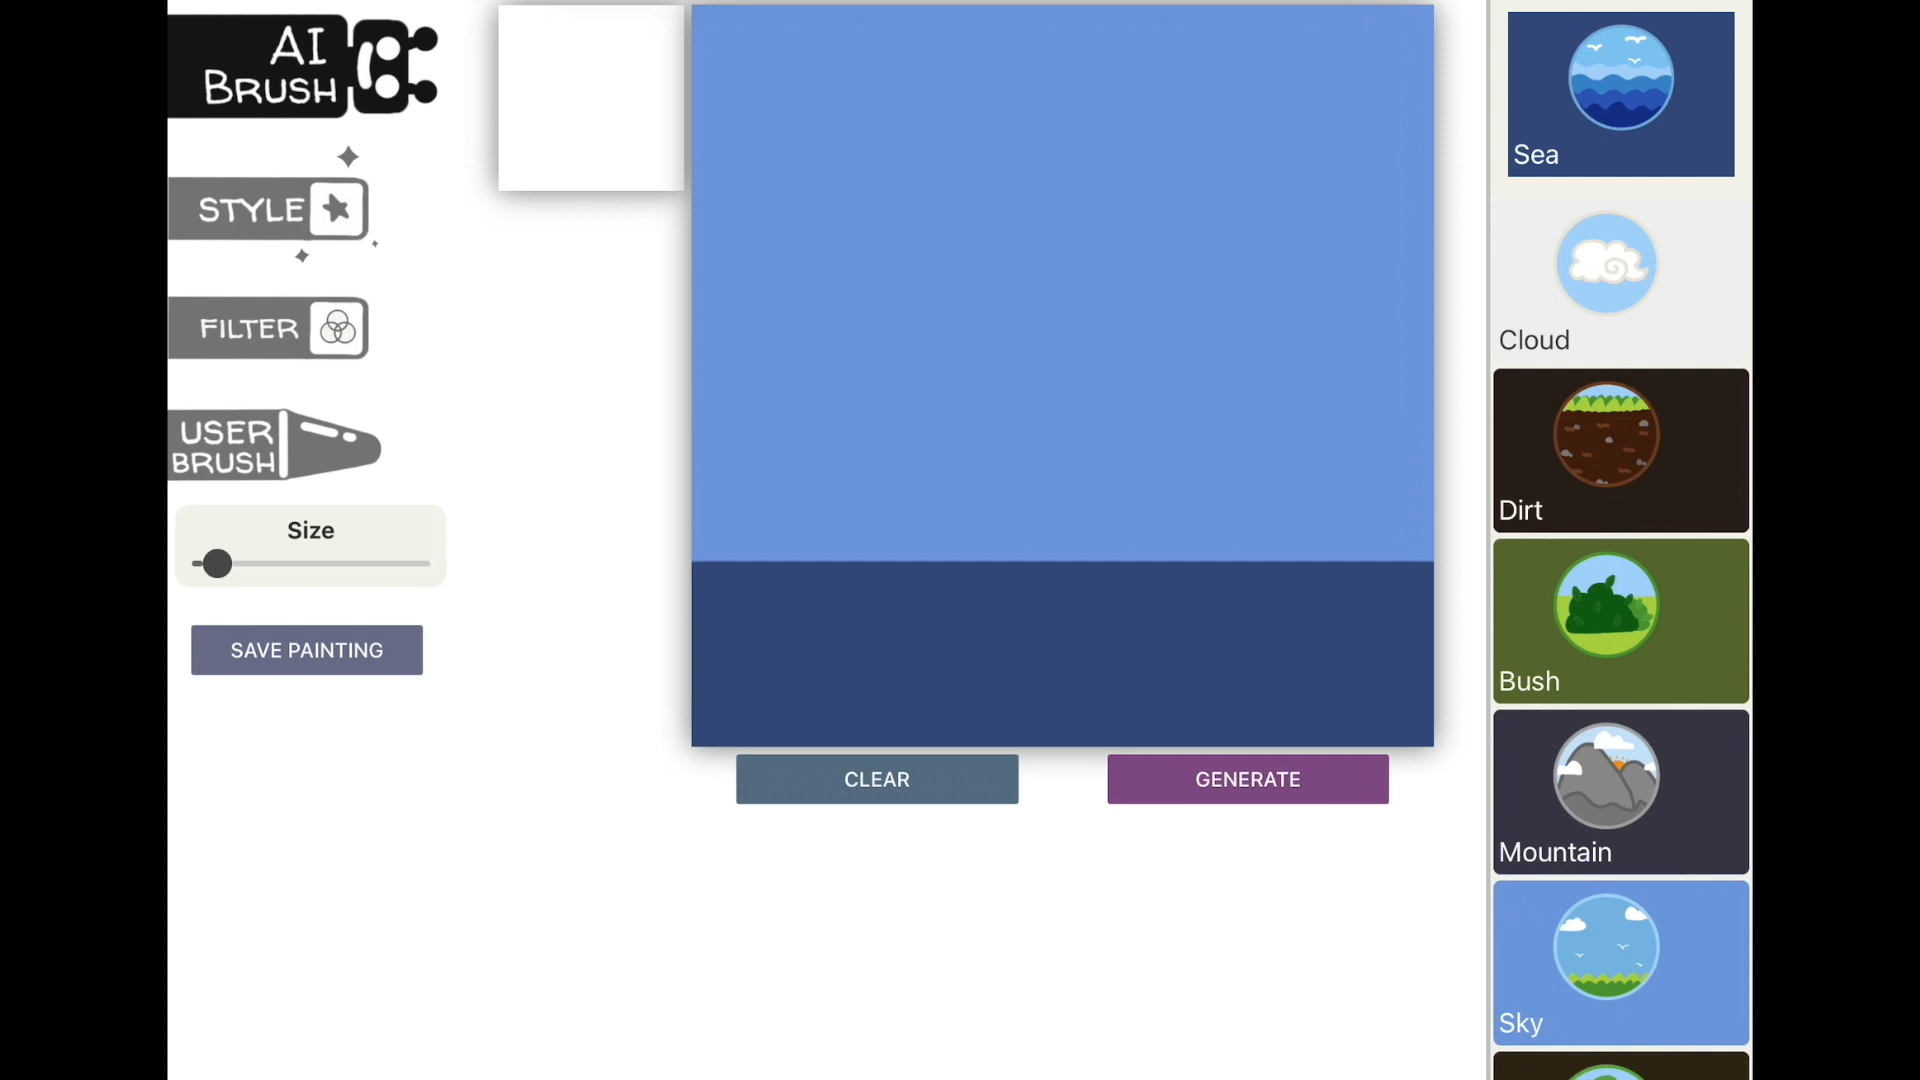 AI
BRUSH
STYLE
FILTER
USER
BRUSH
Size
SAVE PAINTING
CLEAR
GENERATE
Sea
Cloud
Dirt
Bush
Mountain
Sky